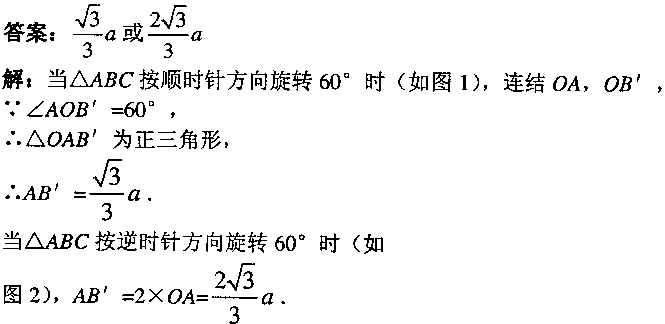 答案：$\frac{\sqrt{3}}{3}a$ 或 $\frac{2\sqrt{3}}{3}a$
解：当△ABC 按顺时针方向旋转 60° 时（如图 1），连结 OA，OB′，
∵ ∠AOB′ =60°，
∴△OAB′ 为正三角形，
∴AB′ =$\frac{\sqrt{3}}{3}a$．
当△ABC 按逆时针方向旋转 60° 时（如
图 2），AB′ =2×OA=$\frac{2\sqrt{3}}{3}a$．